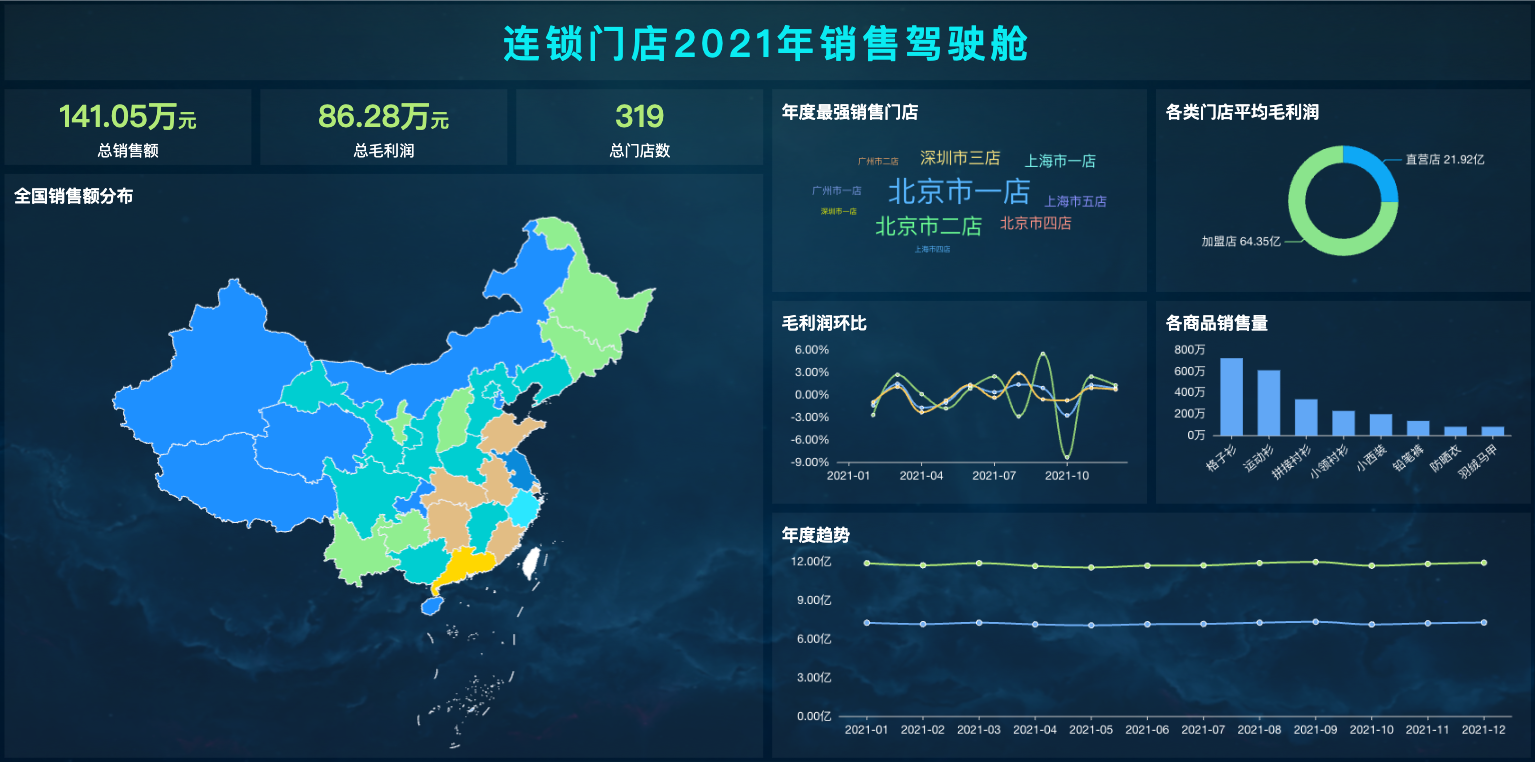 连锁门店2021年销售驾驶舱
141.05万元
总销售额
86.28万元
总毛利润
319
总门店数
全国销售额分布
年度最强销售门店
广州市二店
深圳市三店
上海市一店
广州市一店
北京市一店
上海市五店
深圳市一店
北京市二店
北京市四店
上海市四店
各类门店平均毛利润
直营店 21.92亿
加盟店 64.35亿
毛利润环比
6.00%
3.00%
0.00%
-3.00%
-6.00%
-9.00%
2021-01 2021-04 2021-07 2021-10
各商品销售量
800万
600万
400万
200万
0万
格子衫 运动衫 拼接衬衫 小领衬衫 小西装 铅笔裤 防晒衣 羽绒马甲
年度趋势
12.00亿
9.00亿
6.00亿
3.00亿
0.00亿
2021-01 2021-02 2021-03 2021-04 2021-05 2021-06 2021-07 2021-08 2021-09 2021-10 2021-11 2021-12